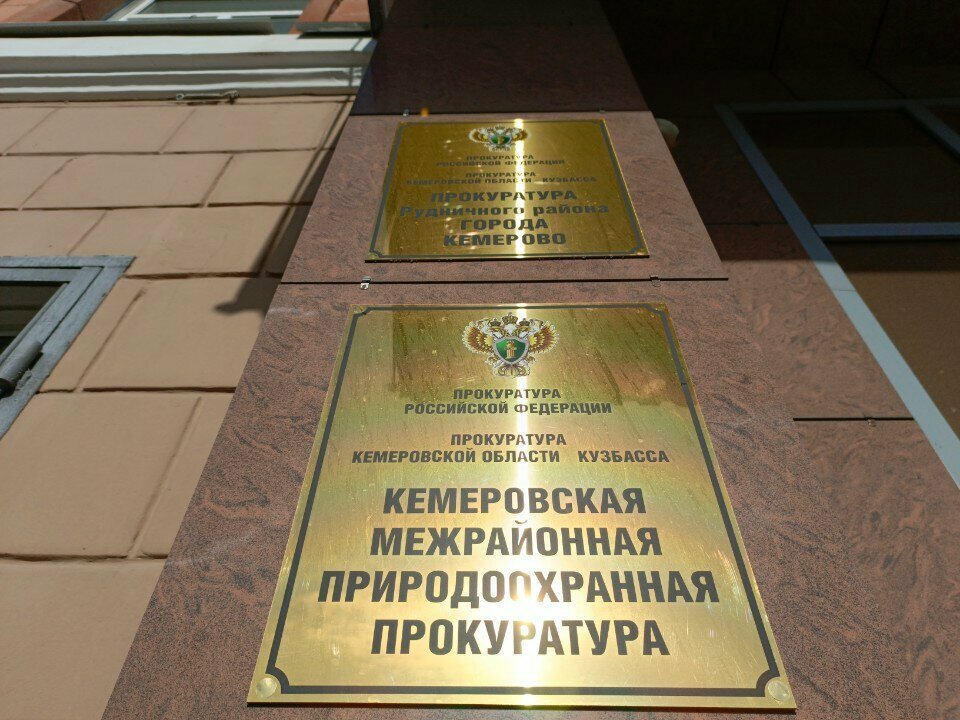 ПРОКУРАТУРА
РОССИЙСКОЙ ФЕДЕРАЦИИ
ПРОКУРАТУРА
КЕМЕРОВСКОЙ ОБЛАСТИ КУЗБАССА
ПРОКУРАТУРА
Рудничного района
ГОРОДА
КЕМЕРОВО
ПРОКУРАТУРА
РОССИЙСКОЙ ФЕДЕРАЦИИ
ПРОКУРАТУРА
КЕМЕРОВСКОЙ ОБЛАСТИ КУЗБАССА
КЕМЕРОВСКАЯ
МЕЖРАЙОННАЯ
ПРИРОДООХРАННАЯ
ПРОКУРАТУРА